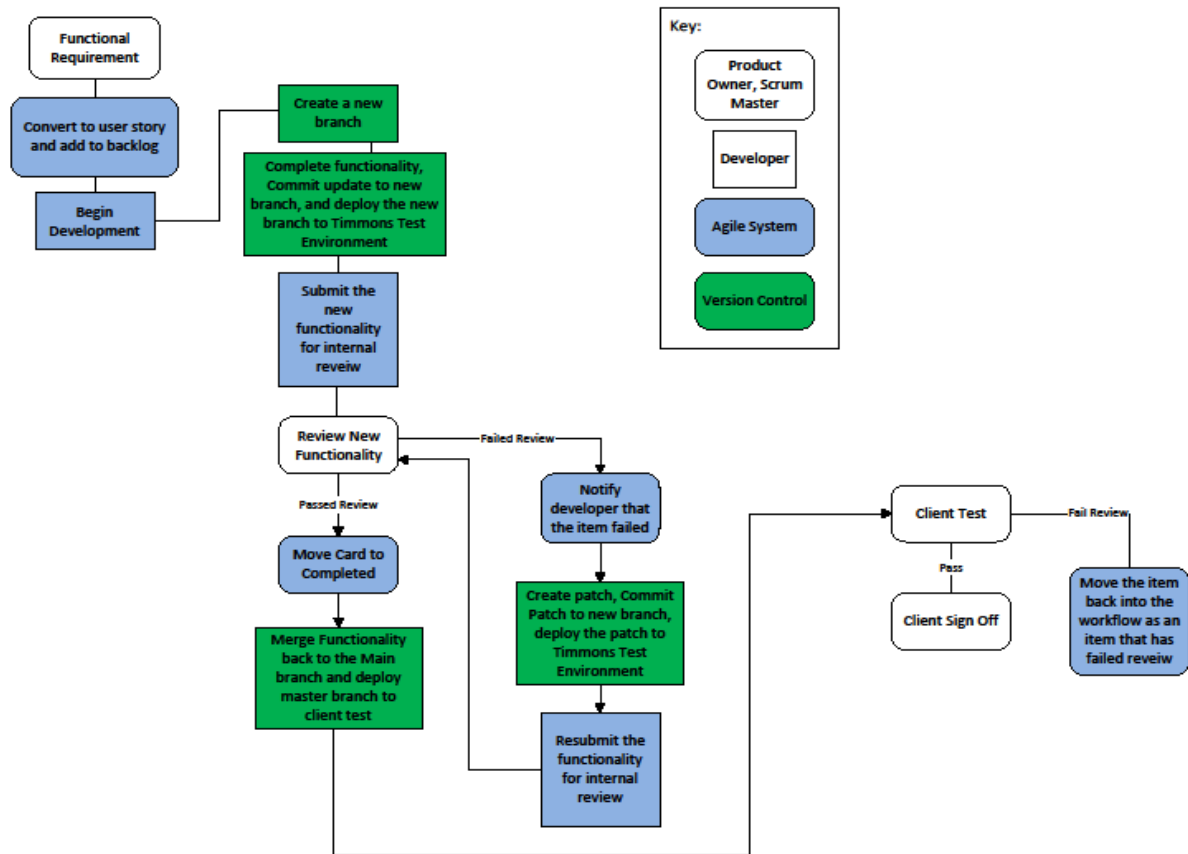 Functional
Requirement
Convert to user story
and add to backlog
Begin
Development
Create a new
branch
Complete functionality,
Commit update to new
branch, and deploy the new
branch to Timmons Test
Environment
Submit the
new
functionality
for internal
reveiw
Review New
Functionality
Failed Review
Passed Review
Move Card to
Completed
Merge Functionality
back to the Main
branch and deploy
master branch to
client test
Notify
developer that
the item failed
Create patch, Commit
Patch to new branch,
deploy the patch to
Timmons Test
Environment
Resubmit the
functionality
for internal
review
Key:
Product
Owner, Scrum
Master
Developer
Agile System
Version Control
Client Test
Fail Review
Pass
Client Sign Off
Move the item
back into the
workflow as an
item that has
failed reveiw